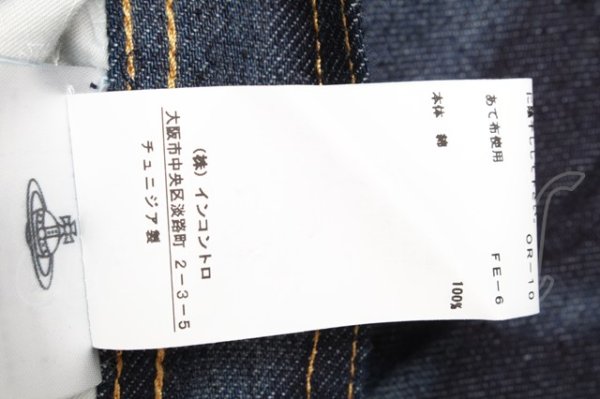 あて布使用 FE-6
本体 綿 100%
(株) インコントロ
大阪市中央区淡路町 2-3-5
チュニジア製